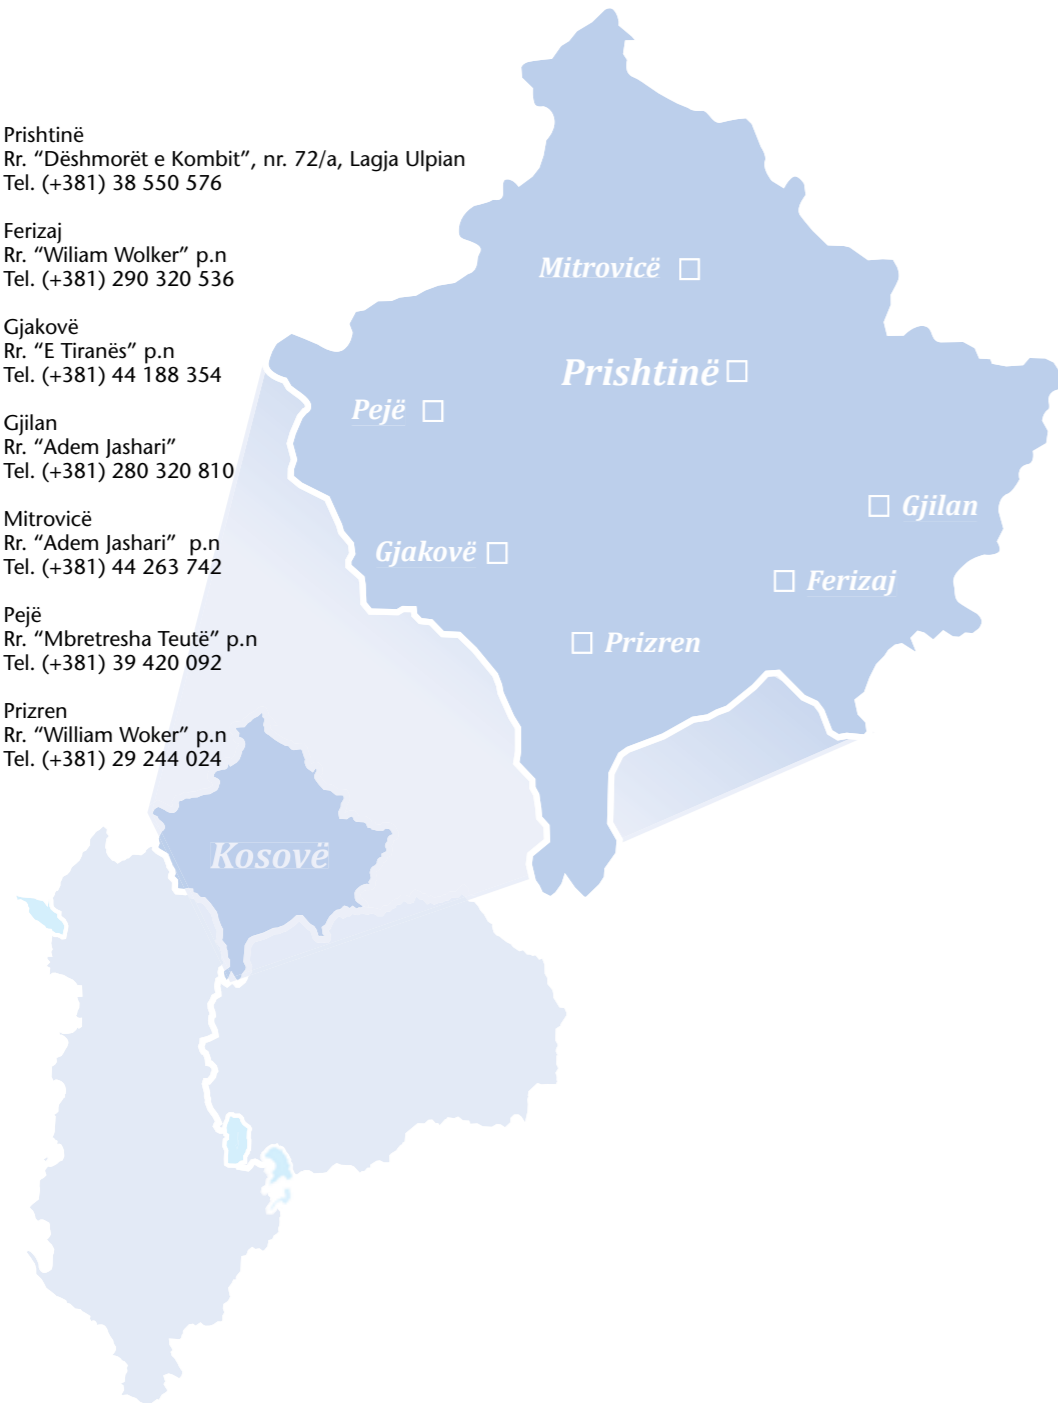 Prishtinë
Rr. “Dëshmorët e Kombit”, nr. 72/a, Lagja Ulpian
Tel. (+381) 38 550 576
Ferizaj
Rr. “Wiliam Wolker” p.n
Tel. (+381) 290 320 536
Gjakovë
Rr. “E Tiranës” p.n
Tel. (+381) 44 188 354
Gjilan
Rr. “Adem Jashari”
Tel. (+381) 280 320 810
Mitrovicë
Rr. “Adem Jashari” p.n
Tel. (+381) 44 263 742
Pejë
Rr. “Mbretresha Teutë” p.n
Tel. (+381) 39 420 092
Prizren
Rr. “William Woker” p.n
Tel. (+381) 29 244 024
Mitrovicë
Prishtinë
Pejë
Gjilan
Gjakovë
Ferizaj
Prizren
Kosovë